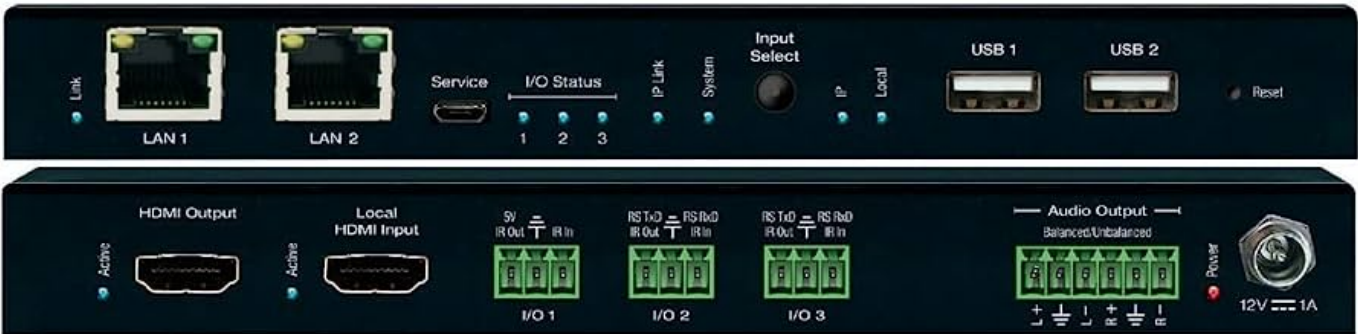 Link
LAN 1
LAN 2
Service
I/O Status
1 2 3
IP Link
System
Input
Select
IP
Local
USB 1
USB 2
Reset
Active
HDMI Output
Active
Local
HDMI Input
5V
IR Out IR In
I/O 1
RS TxD RS RxD
IR Out IR In
I/O 2
RS TxD RS RxD
IR Out IR In
I/O 3
Audio Output
Balanced/Unbalanced
L + L - R + R -
Power
12V 1A